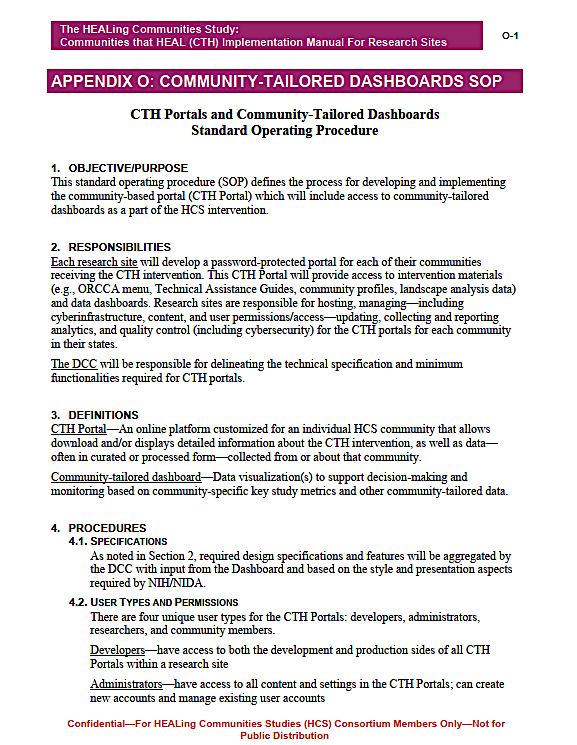 The HEALing Communities Study:
Communities that HEAL (CTH) Implementation Manual For Research Sites
O-1
APPENDIX O: COMMUNITY-TAILORED DASHBOARDS SOP
CTH Portals and Community-Tailored Dashboards
Standard Operating Procedure
1. OBJECTIVE/PURPOSE
This standard operating procedure (SOP) defines the process for developing and implementing
the community-based portal (CTH Portal) which will include access to community-tailored
dashboards as a part of the HCS intervention.
2. RESPONSIBILITIES
Each research site will develop a password-protected portal for each of their communities
receiving the CTH intervention. This CTH Portal will provide access to intervention materials
(e.g., ORCCA menu, Technical Assistance Guides, community profiles, landscape analysis data)
and data dashboards. Research sites are responsible for hosting, managing—including
cyberinfrastructure, content, and user permissions/access—updating, collecting and reporting
analytics, and quality control (including cybersecurity) for the CTH portals for each community
in their states.
The DCC will be responsible for delineating the technical specification and minimum
functionalities required for CTH portals.
3. DEFINITIONS
CTH Portal—An online platform customized for an individual HCS community that allows
download and/or displays detailed information about the CTH intervention, as well as data—
often in curated or processed form—collected from or about that community.
Community-tailored dashboard—Data visualization(s) to support decision-making and
monitoring based on community-specific key study metrics and other community-tailored data.
4. PROCEDURES
4.1. SPECIFICATIONS
As noted in Section 2, required design specifications and features will be aggregated by
the DCC with input from the Dashboard and based on the style and presentation aspects
required by NIH/NIDA.
4.2. USER TYPES AND PERMISSIONS
There are four unique user types for the CTH Portals: developers, administrators,
researchers, and community members.
Developers—have access to both the development and production sides of all CTH
Portals within a research site
Administrators—have access to all content and settings in the CTH Portals; can create
new accounts and manage existing user accounts
Confidential—For HEALing Communities Studies (HCS) Consortium Members Only—Not for
Public Distribution